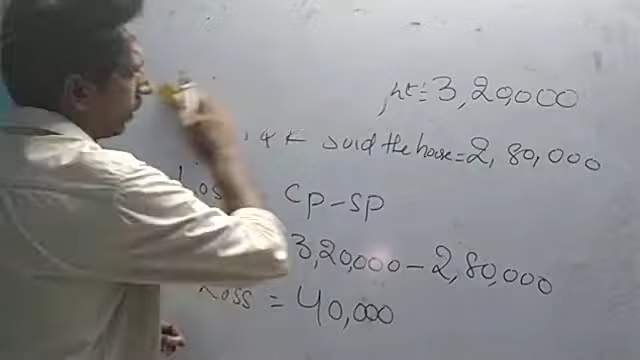 3,20,000
sold the house = 2,80,000
Loss CP - SP
3,20,000 - 2,80,000
Loss = 40,000